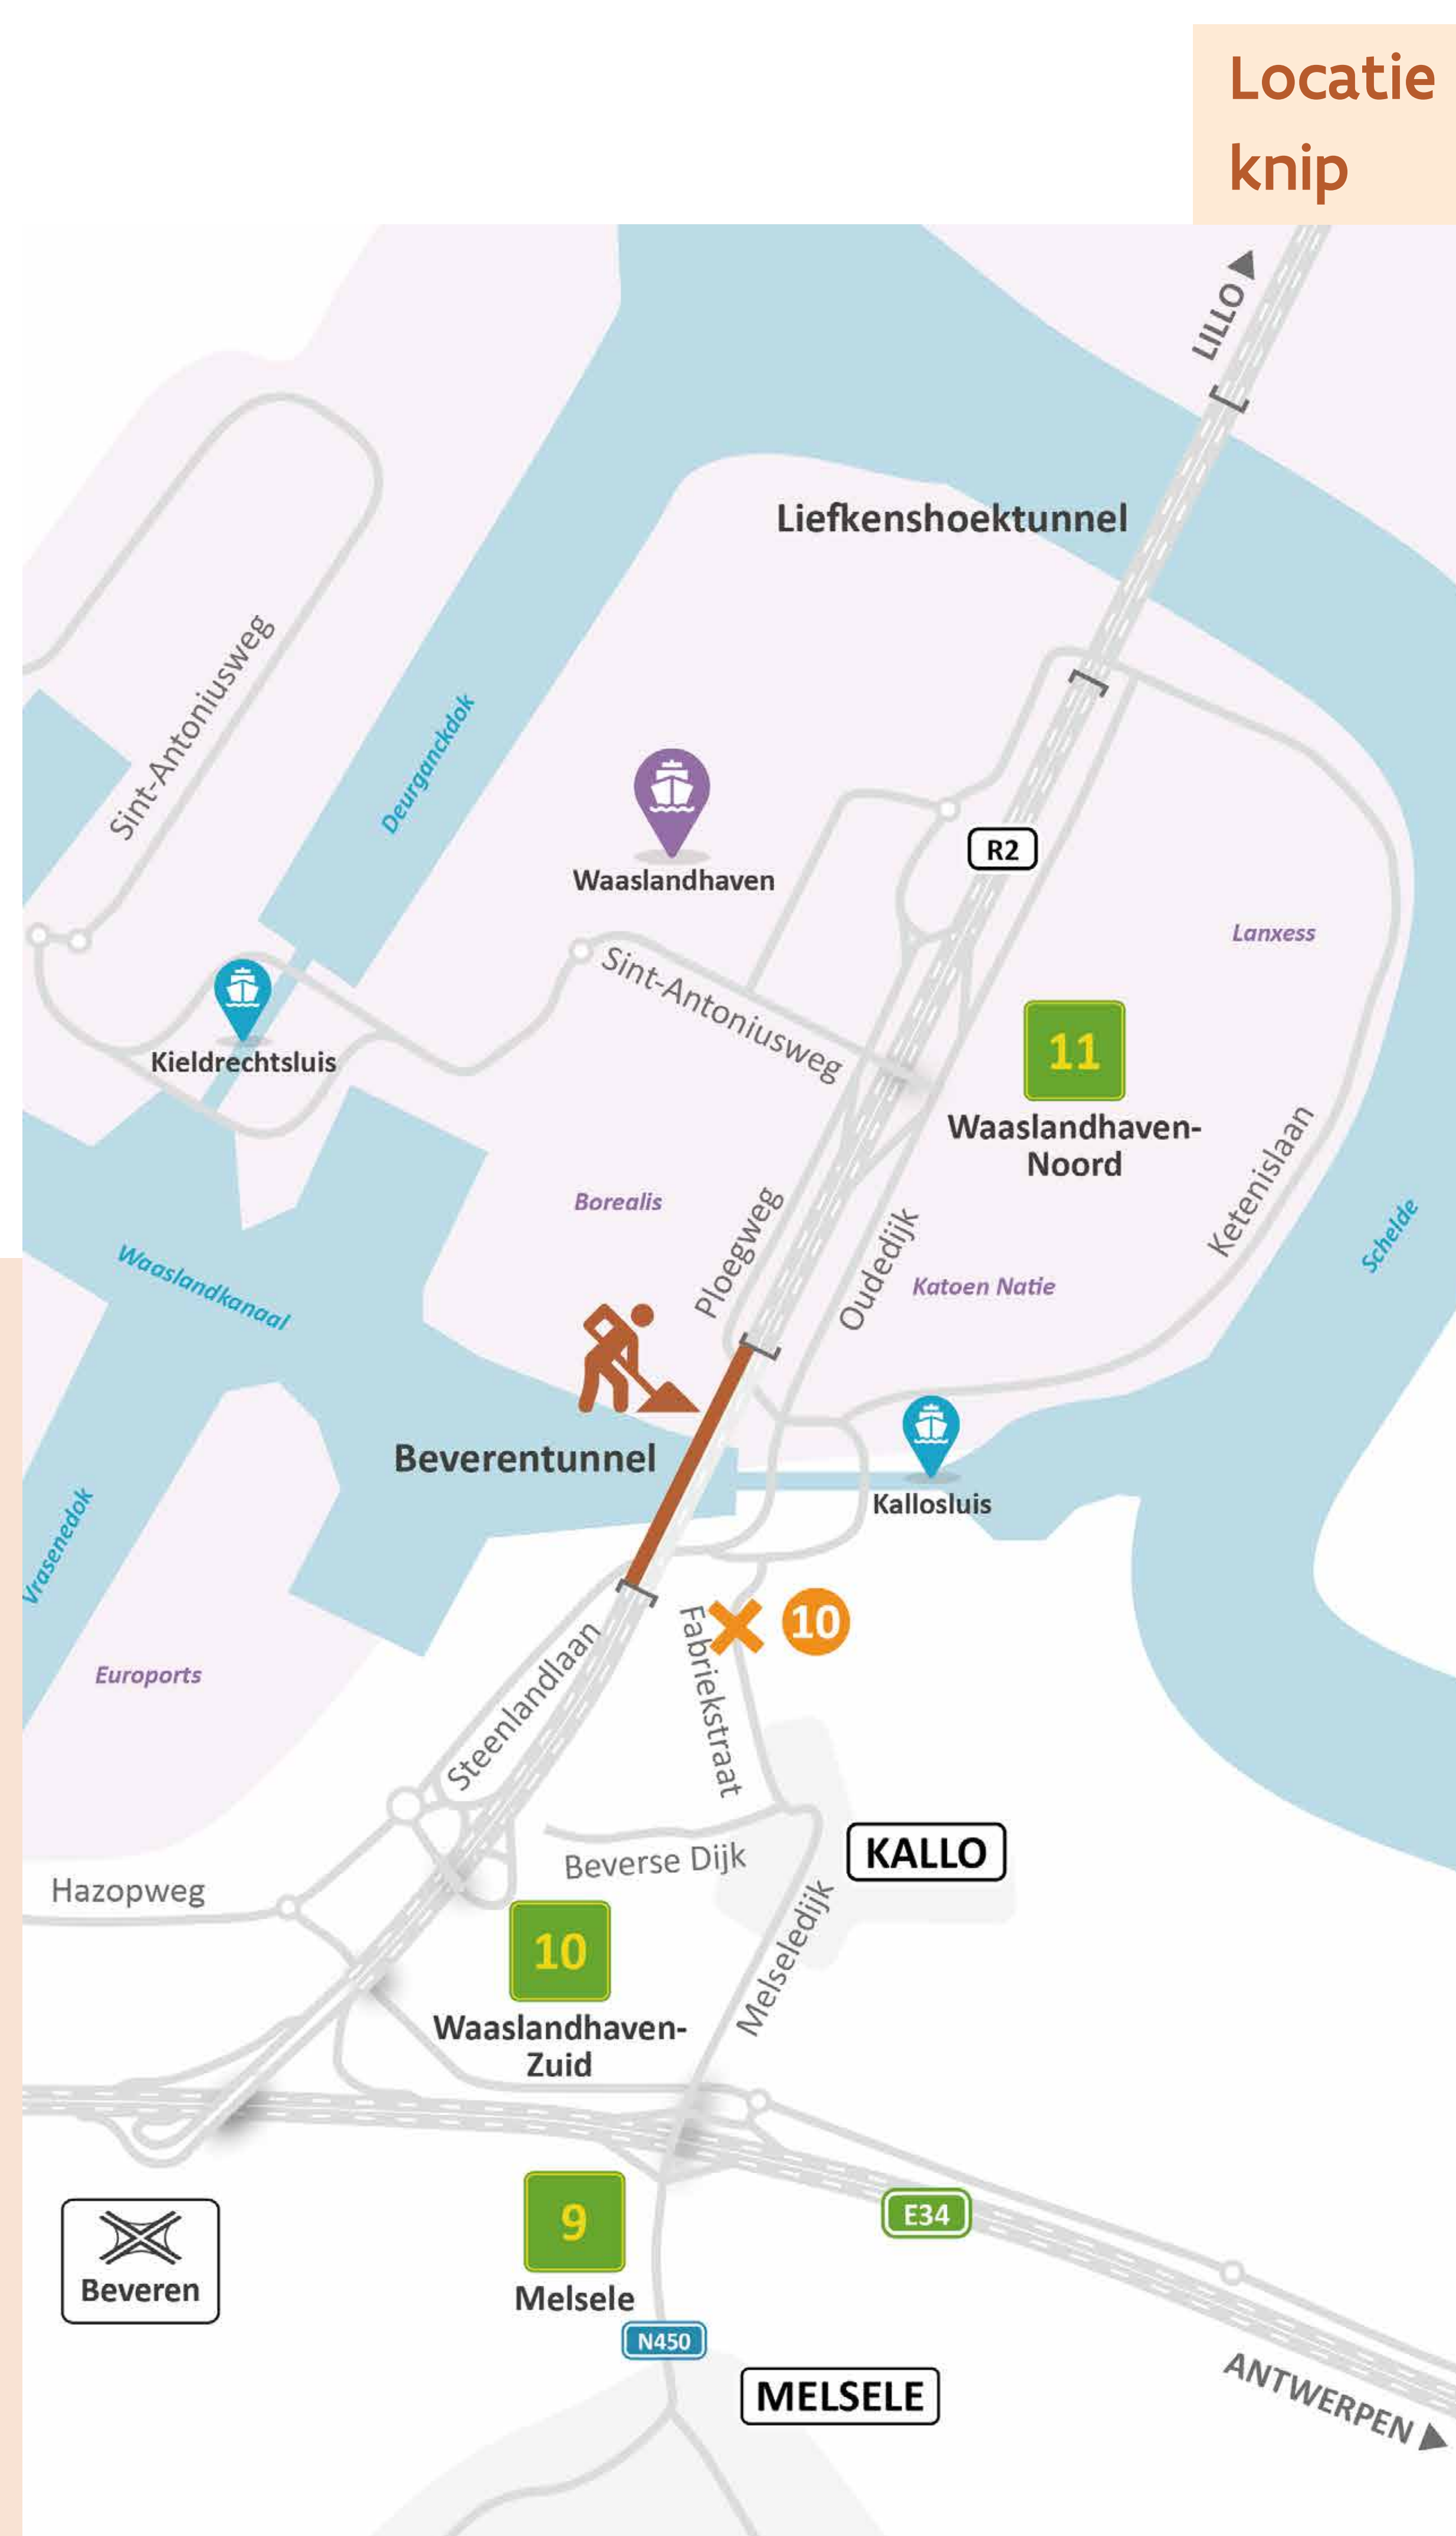 Locatie
knip
LILLO
Liefkenshoektunnel
Sint-Antoniusweg
Deurganckdok
Waaslandhaven
R2
Lanxess
Sint-Antoniusweg
Kieldrechtsluis
11
Waaslandhaven-
Noord
Ketenislaan
Borealis
Ploegweg
Oudedijk
Schelde
Katoen Natie
Waaslandkanaal
Beverentunnel
Kallosluis
Vrasenedok
10
Fabriekstraat
Euroports
Steenlandlaan
KALLO
Beverse Dijk
Hazopweg
Melseledijk
10
Waaslandhaven-
Zuid
9
Melsele
E34
Beveren
N450
MELSELE
ANTWERPEN